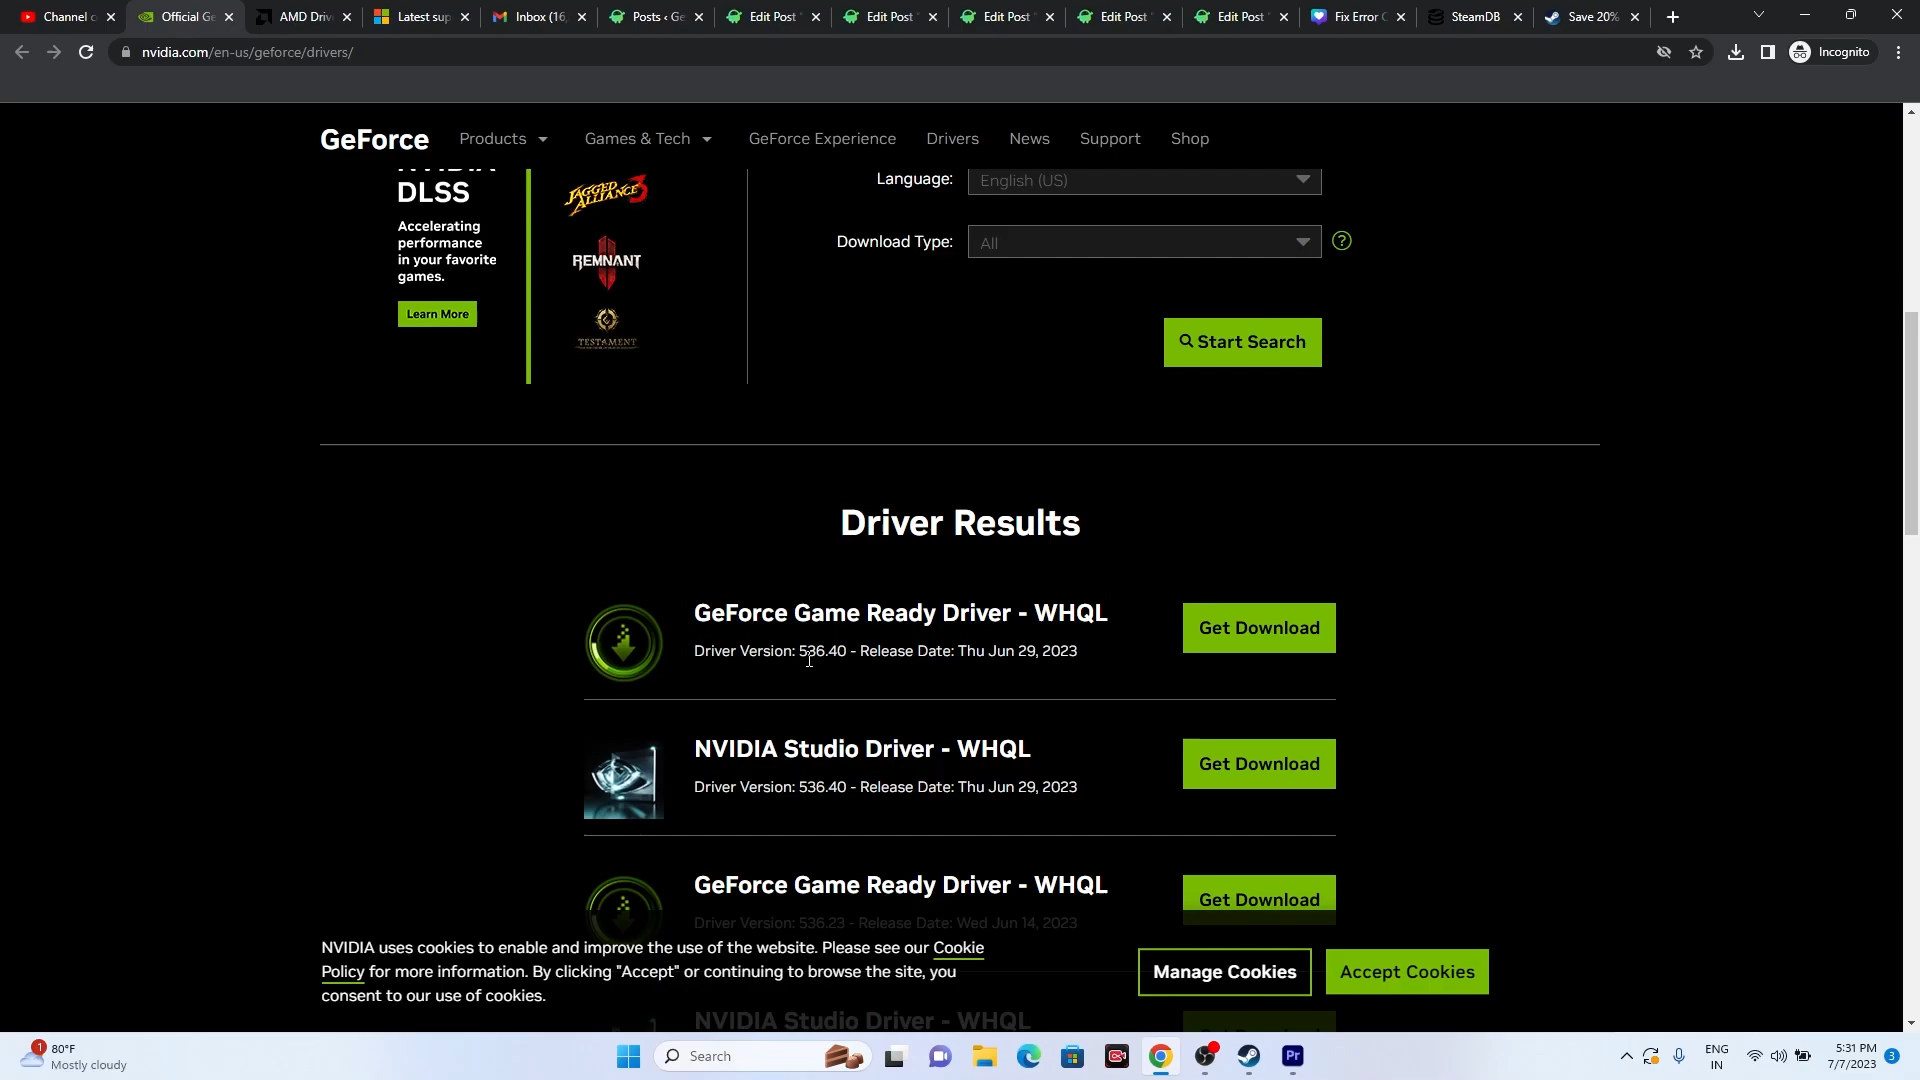 Channel c
Official Ge
AMD Driv
Latest sup
Inbox (16,
Posts ‹ Ge
Edit Post
Edit Post
Edit Post
Edit Post
Edit Post
Fix Error C
SteamDB
Save 20%
nvidia.com/en-us/geforce/drivers/
Incognito
GeForce
Products
Games & Tech
GeForce Experience
Drivers
News
Support
Shop
NVIDIA
DLSS
Accelerating
performance
in your favorite
games.
Learn More
JAGGED
ALLIANCE 3
REMNANT
TESTAMENT
Language:
English (US)
Download Type:
All
?
Start Search
Driver Results
GeForce Game Ready Driver - WHQL
Driver Version: 536.40 - Release Date: Thu Jun 29, 2023
Get Download
NVIDIA Studio Driver - WHQL
Driver Version: 536.40 - Release Date: Thu Jun 29, 2023
Get Download
GeForce Game Ready Driver - WHQL
Driver Version: 536.23 - Release Date: Wed Jun 14, 2023
Get Download
NVIDIA uses cookies to enable and improve the use of the website. Please see our Cookie
Policy for more information. By clicking "Accept" or continuing to browse the site, you
consent to our use of cookies.
Manage Cookies
Accept Cookies
NVIDIA Studio Driver - WHQL
1
80°F
Mostly cloudy
Search
Pr
ENG
IN
5:31 PM
7/7/2023
3